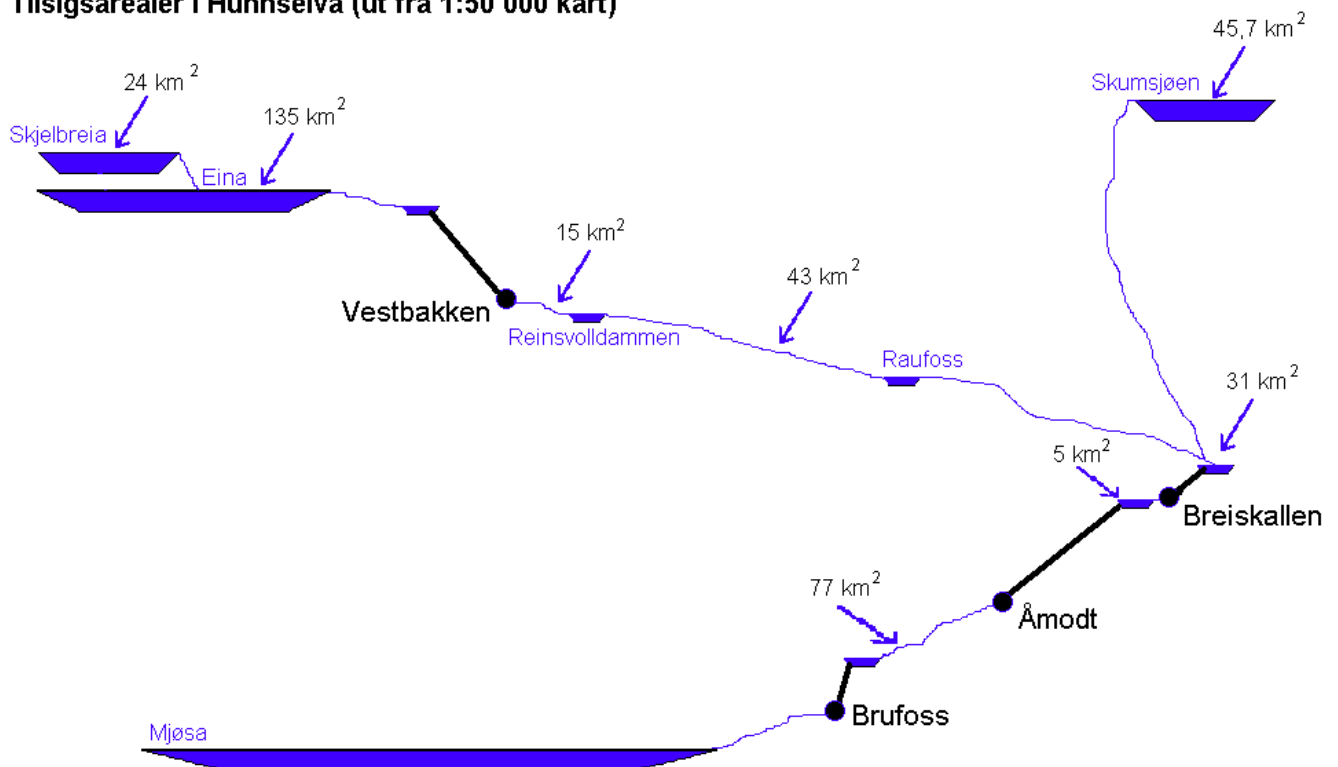 Tilsigsarealer i Hunnselva (ut fra 1:50 000 kart)
45,7 km²
24 km²
Skumsjøen
135 km²
Skjelbreia
Eina
15 km²
43 km²
Vestbakken
Reinsvolldammen
Raufoss
31 km²
5 km²
Breiskallen
77 km²
Åmodt
Brufoss
Mjøsa